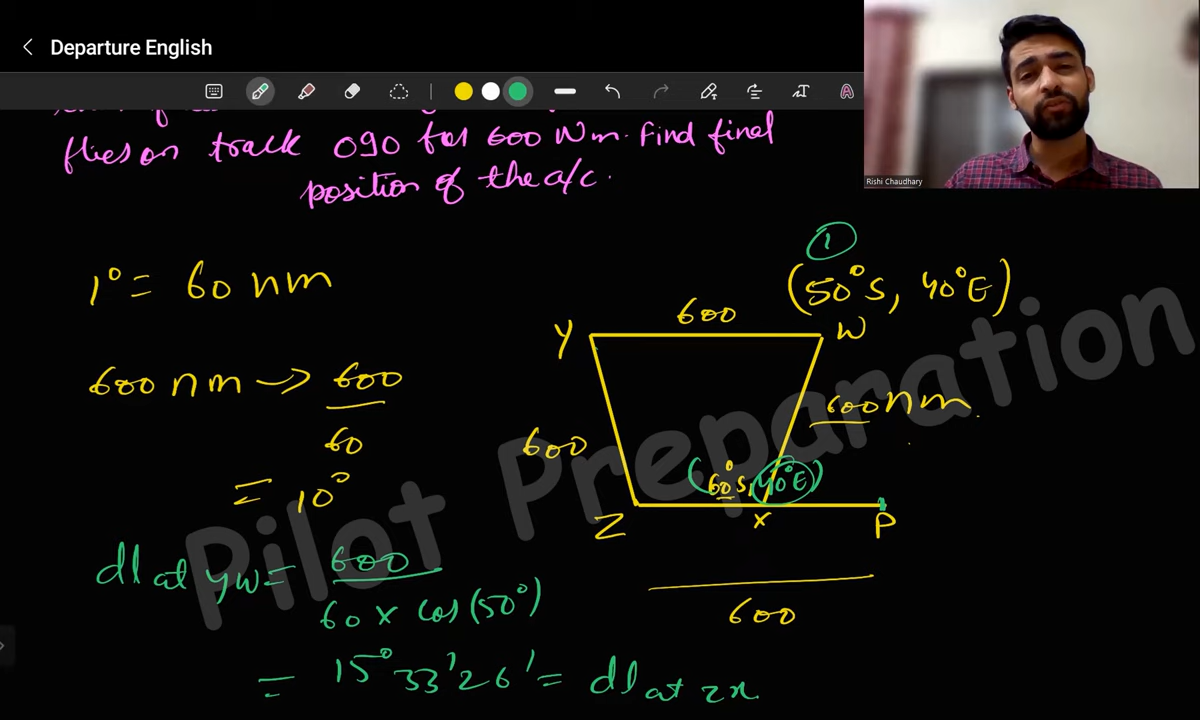 Departure English
flies on track 090 for 600 Nm. Find final
position of the a/c.
Rishi Chaudhary
1° = 60 nm
600 nm → 600
60
= 10°
dl at YW = 600
60 x cos (50°)
= 15° 33' 26' = dl at zx
1
(50°S, 40°E)
600
Y
W
600 nm
600
(60°S, 40°E)
Z
X
P
600
Pilot Preparation